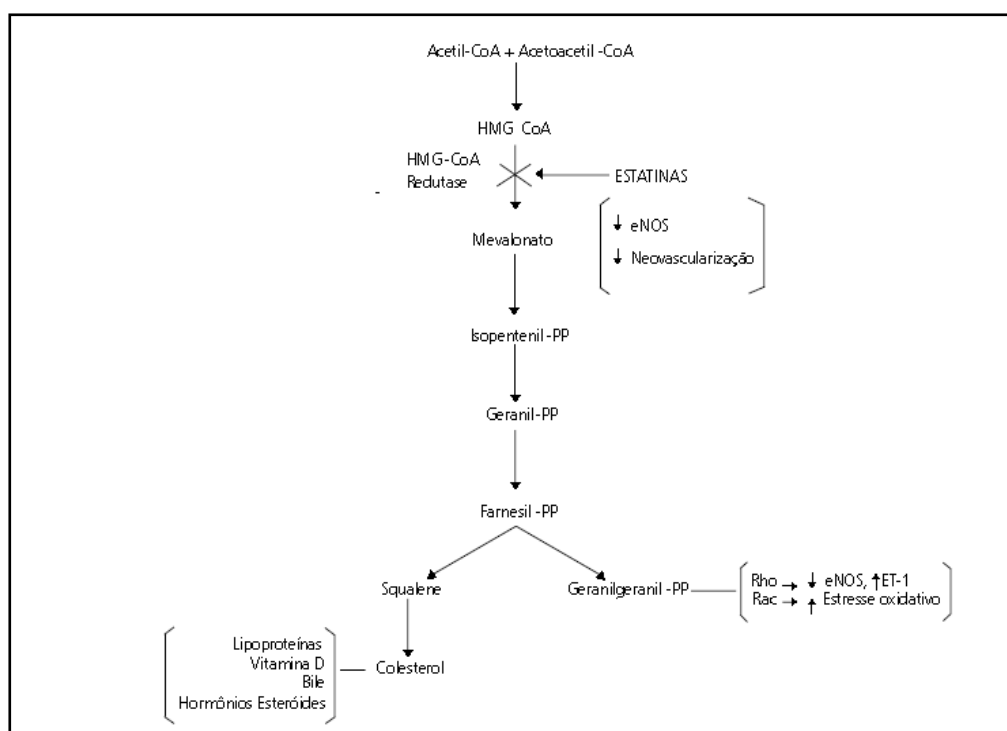 Acetil-CoA + Acetoacetil -CoA
HMG CoA
HMG-CoA
Redutase
ESTATINAS
↓ eNOS
↓ Neovascularização
Mevalonato
Isopentenil -PP
Geranil-PP
Farnesil -PP
Squalene
Geranilgeranil -PP
Rho → ↓ eNOS, ↑ET-1
Rac → ↑ Estresse oxidativo
Lipoproteínas
Vitamina D
Bile
Hormônios Esteróides
Colesterol